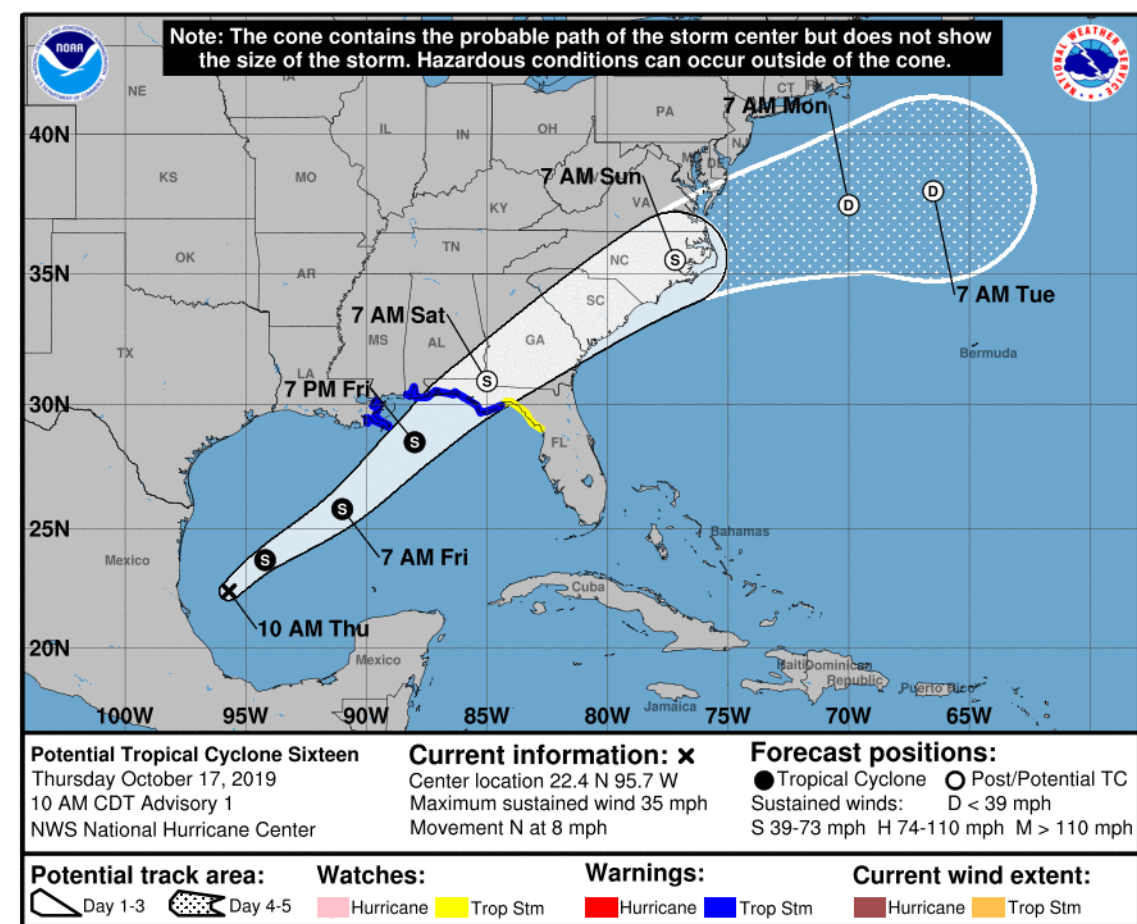 Note: The cone contains the probable path of the storm center but does not show
the size of the storm. Hazardous conditions can occur outside of the cone.
NOAA
NATIONAL WEATHER SERVICE
NE
IA
IL
IN
OH
PA
CT
NJ
DE
7 AM Mon
40N
KS
MO
KY
VA
7 AM Sun
D
D
OK
AR
TN
NC
S
35N
7 AM Tue
TX
MS
AL
GA
SC
7 AM Sat
Bermuda
LA
7 PM Fri
S
30N
S
FL
S
25N
Mexico
7 AM Fri
Bahamas
S
Cuba
10 AM Thu
20N
Mexico
Haiti
Dominican
Republic
Puerto Rico
Jamaica
100W 95W 90W 85W 80W 75W 70W 65W
Potential Tropical Cyclone Sixteen
Thursday October 17, 2019
10 AM CDT Advisory 1
NWS National Hurricane Center
Current information: ×
Center location 22.4 N 95.7 W
Maximum sustained wind 35 mph
Movement N at 8 mph
Forecast positions:
Tropical Cyclone Post/Potential TC
Sustained winds: D < 39 mph
S 39-73 mph H 74-110 mph M > 110 mph
Potential track area:
Day 1-3 Day 4-5
Watches:
Hurricane Trop Stm
Warnings:
Hurricane Trop Stm
Current wind extent:
Hurricane Trop Stm